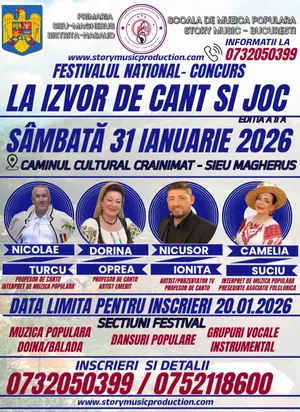 PRIMARIA
SIEU-MAGHERUS
BISTRITA-NASAUD
SCOALA DE MUZICA POPULARA
STORY MUSIC - BUCURESTI
INFORMATII LA
0732050399
www.storymusicproduction.com
FESTIVALUL NATIONAL- CONCURS
LA IZVOR DE CANT SI JOC
EDITIA A II A
SÂMBATĂ 31 IANUARIE 2026
CAMINUL CULTURAL CRAINIMAT - SIEU MAGHERUS
NICOLAE
TURCU
PROFESOR DE CANTO
INTERPRET DE MUZICA POPULARA
DORINA
OPREA
PROFESOR DE CANTO
ARTIST EMERIT
NICUSOR
IONITA
ARTIST/PREZENTATOR TV
PROFESOR DE CANTO
CAMELIA
SUCIU
INTERPRET DE MUZICA POPULARA
PRESEDINTE ASOCIATIE FOLCLORICA
DATA LIMITA PENTRU INSCRIERI 20.01.2026
SECTIUNI FESTIVAL
MUZICA POPULARA
DOINA/BALADA
DANSURI POPULARE
GRUPURI VOCALE
INSTRUMENTAL
INSCRIERI SI DETALII
0732050399 / 0752118600
www.storymusicproduction.com